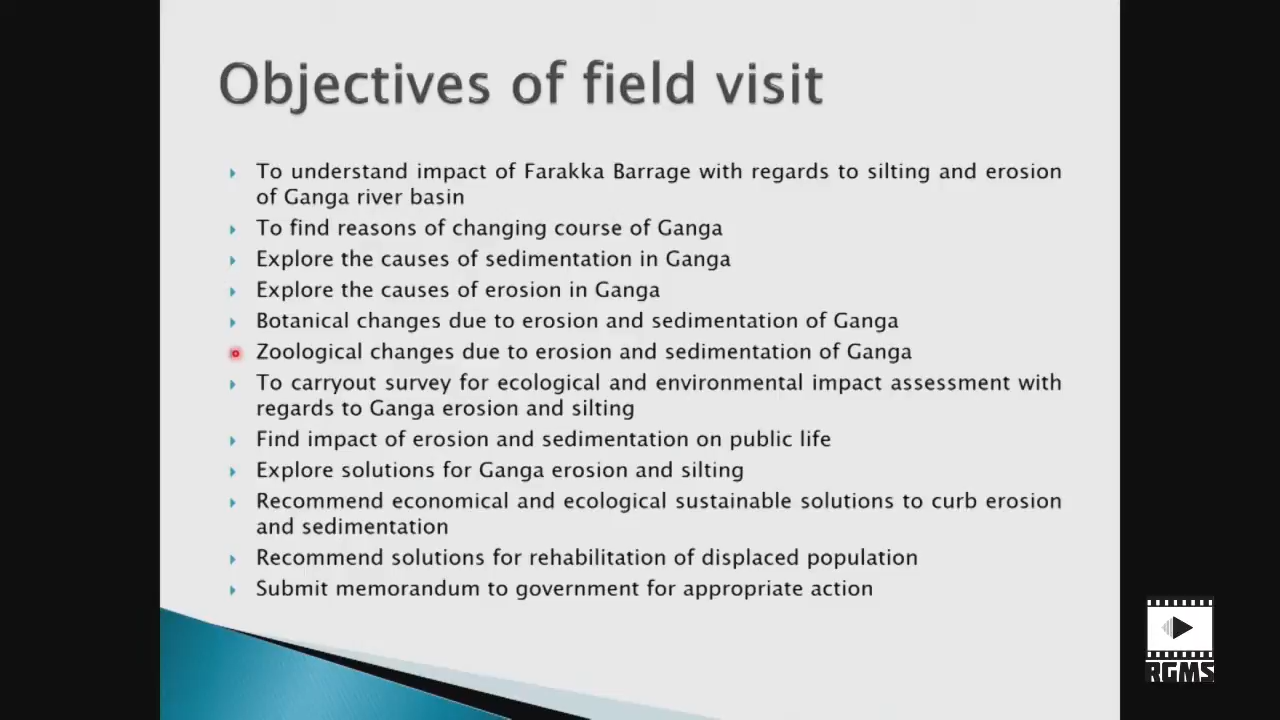 Objectives of field visit
To understand impact of Farakka Barrage with regards to silting and erosion
of Ganga river basin
To find reasons of changing course of Ganga
Explore the causes of sedimentation in Ganga
Explore the causes of erosion in Ganga
Botanical changes due to erosion and sedimentation of Ganga
Zoological changes due to erosion and sedimentation of Ganga
To carryout survey for ecological and environmental impact assessment with
regards to Ganga erosion and silting
Find impact of erosion and sedimentation on public life
Explore solutions for Ganga erosion and silting
Recommend economical and ecological sustainable solutions to curb erosion
and sedimentation
Recommend solutions for rehabilitation of displaced population
Submit memorandum to government for appropriate action
RGMS